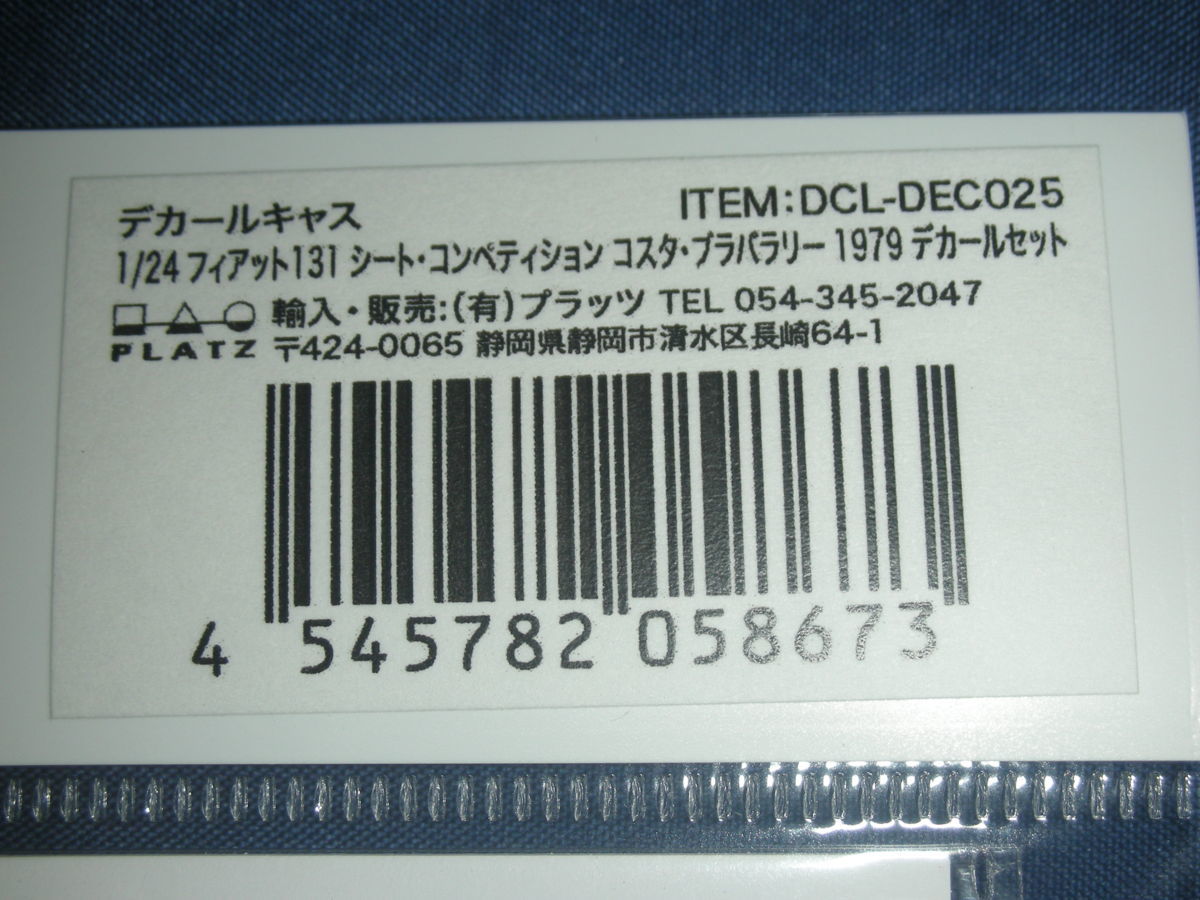 デカールキャス ITEM:DCL-DEC025
1/24 フィアット131 シート・コンペティション コスタ・ブラバラリー 1979 デカールセット
輸入・販売:(有)プラッツ TEL 054-345-2047
PLATZ 〒424-0065 静岡県静岡市清水区長崎64-1
4 545782 058673